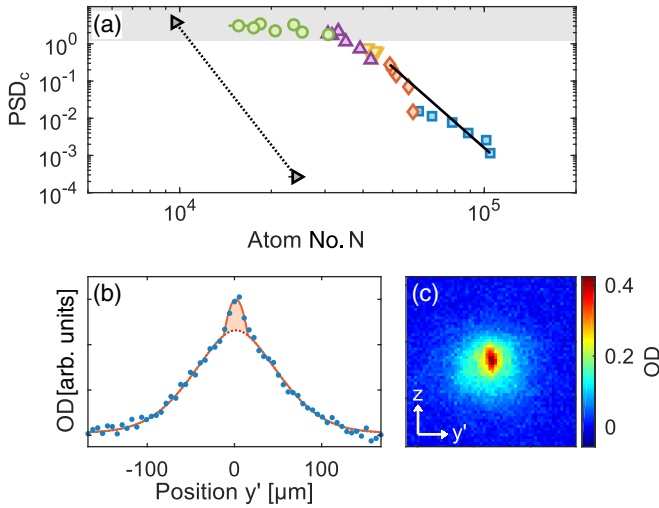 (a)
PSD_c
10^0
10^-1
10^-2
10^-3
10^-4
10^4
10^5
Atom No. N
(b)
OD [arb. units]
-100
0
100
Position y' [μm]
(c)
z
y'
0.4
0.2
0
OD